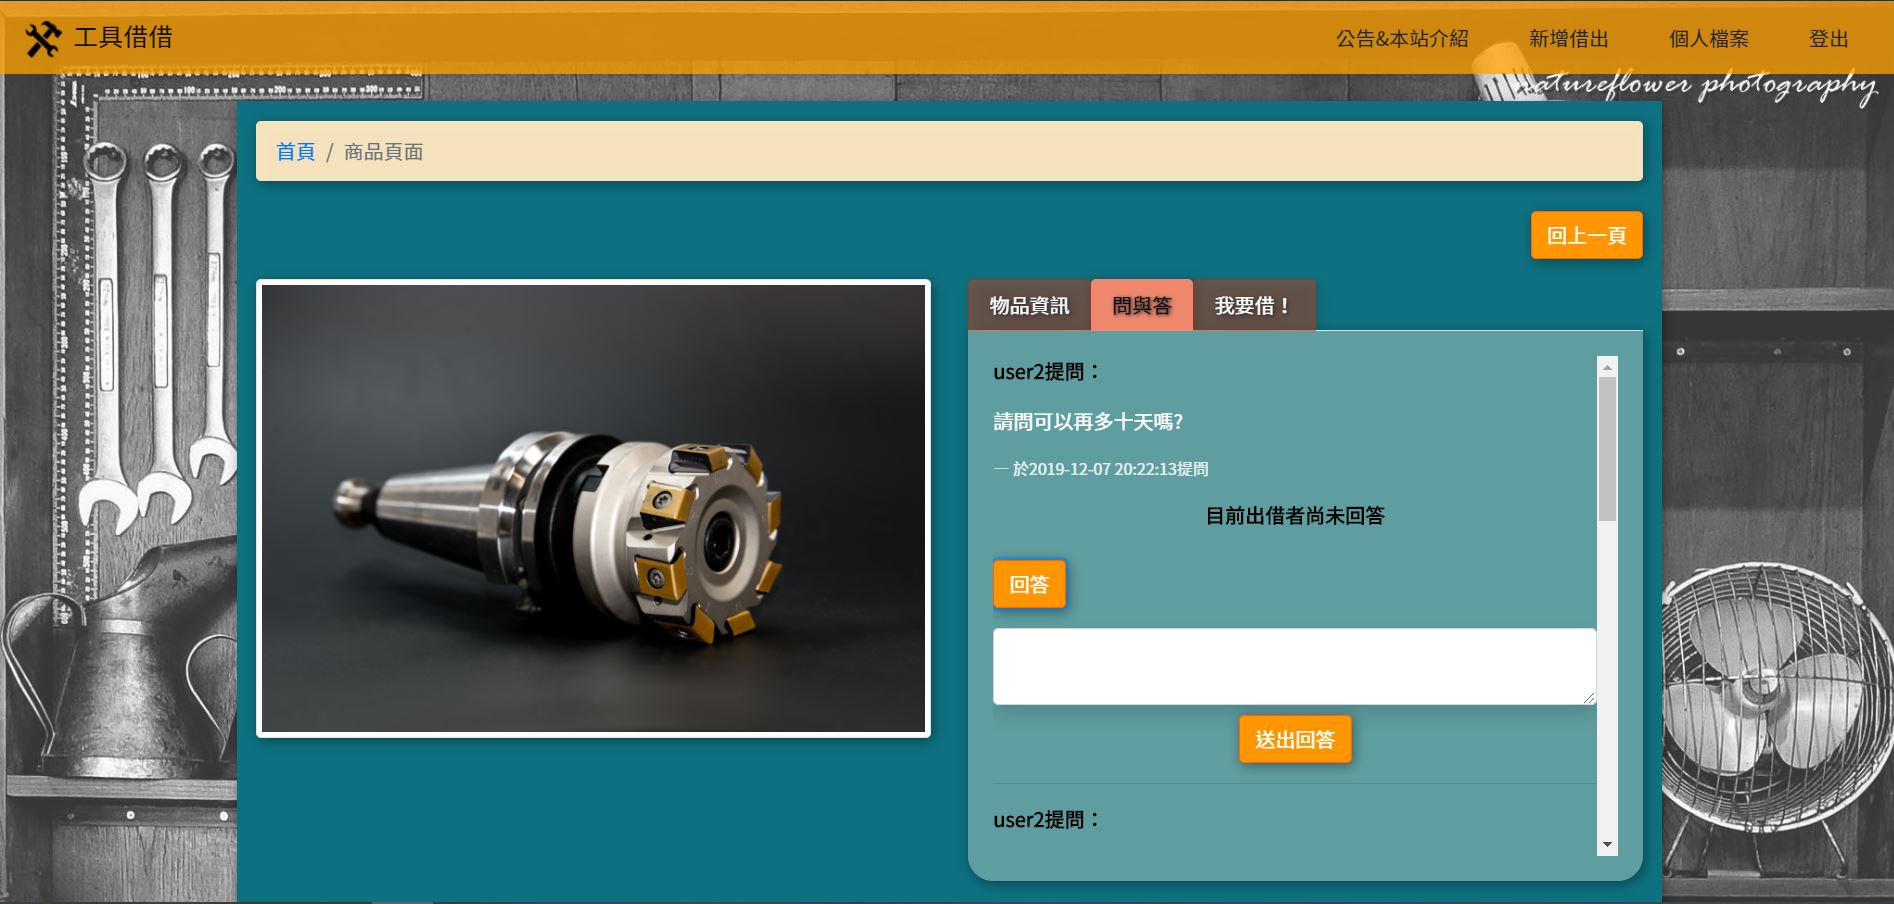 工具借借
公告&本站介紹
新增借出
個人檔案
登出
natureflower photography
首頁 / 商品頁面
回上一頁
物品資訊
問與答
我要借！
user2提問：
請問可以再多十天嗎?
— 於2019-12-07 20:22:13提問
目前出借者尚未回答
回答
送出回答
user2提問：